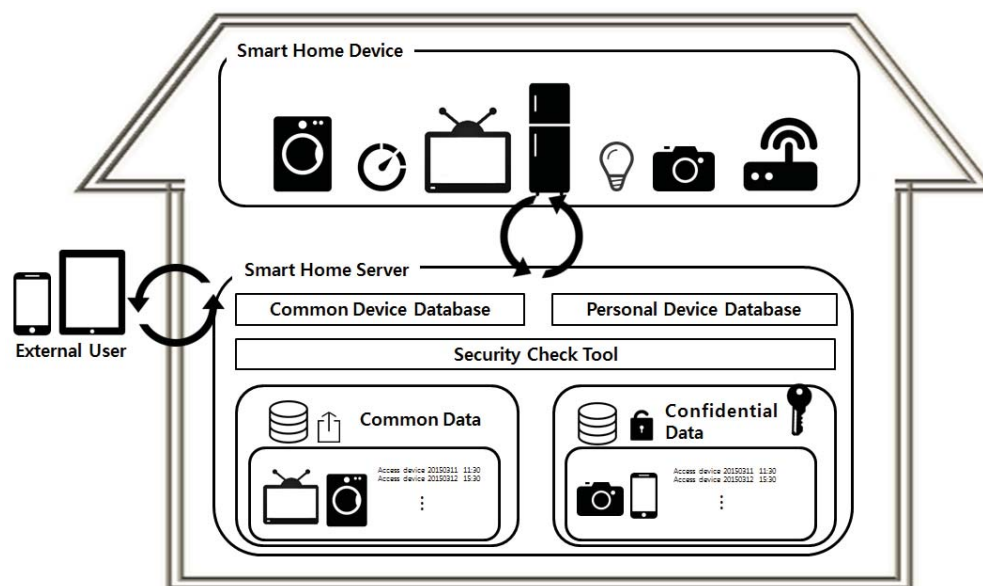 Smart Home Device
Smart Home Server
Common Device Database
Personal Device Database
Security Check Tool
External User
Common Data
Confidential
Data
Access device 20150311 11:30
Access device 20150312 15:30
Access device 20150311 11:30
Access device 20150312 15:30